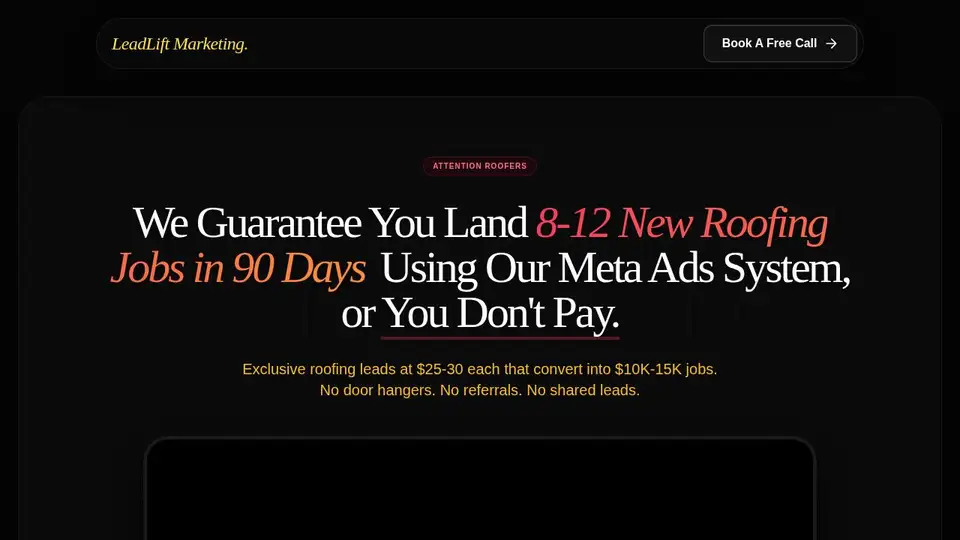 LeadLift Marketing.
Book A Free Call
ATTENTION ROOFERS
We Guarantee You Land 8-12 New Roofing
Jobs in 90 Days Using Our Meta Ads System,
or You Don't Pay.
Exclusive roofing leads at $25-30 each that convert into $10K-15K jobs.
No door hangers. No referrals. No shared leads.